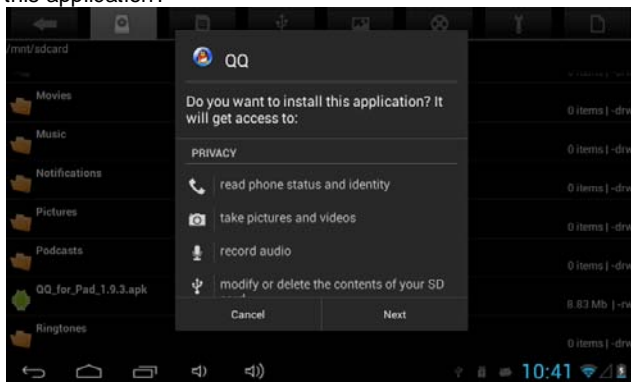 this application?
/mnt/sdcard
Movies
0 items | -drw
Music
0 items | -drw
Notifications
0 items | -drw
Pictures
0 items | -drw
Podcasts
0 items | -drw
QQ_for_Pad_1.9.3.apk
8.83 Mb | -rw
Ringtones
0 items | -drw
QQ
Do you want to install this application? It
will get access to:
PRIVACY
read phone status and identity
take pictures and videos
record audio
modify or delete the contents of your SD
Cancel
Next
10:41